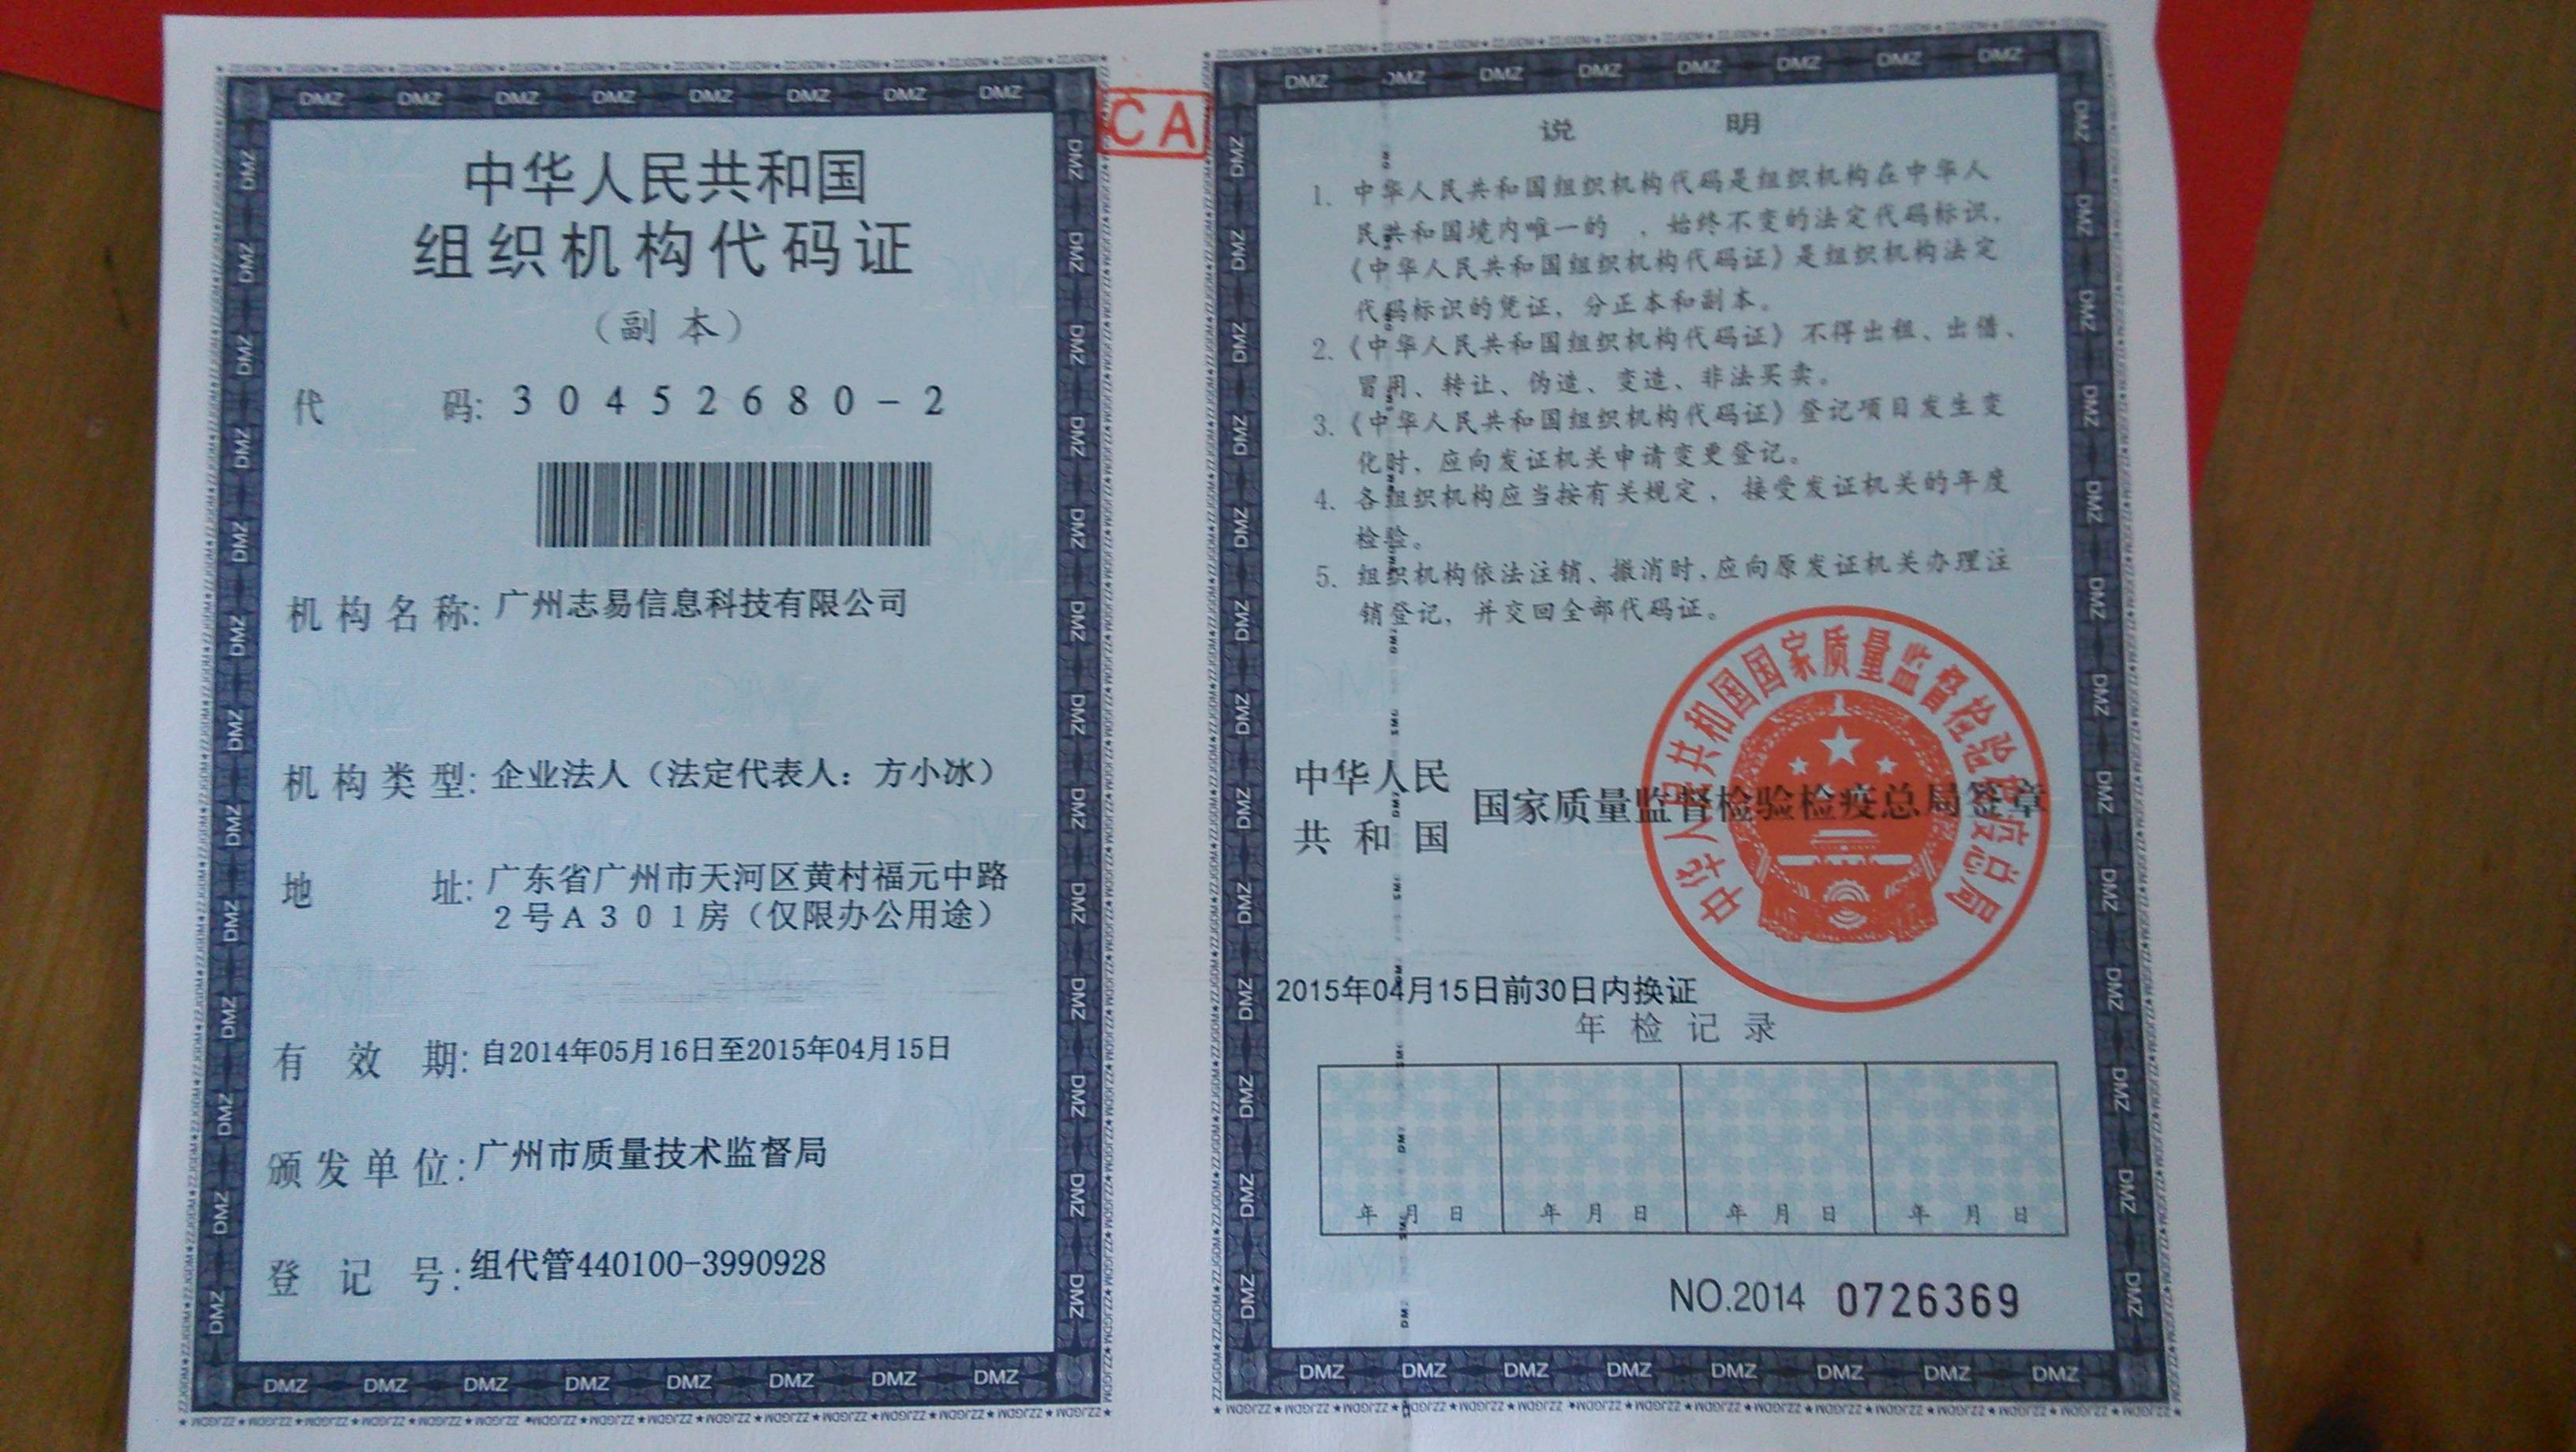 中华人民共和国
组织机构代码证
（副本）
代码: 30452680-2
机构名称: 广州志易信息科技有限公司
机构类型: 企业法人（法定代表人：方小冰）
地址: 广东省广州市天河区黄村福元中路
2号A301房（仅限办公用途）
有效期: 自2014年05月16日至2015年04月15日
颁发单位: 广州市质量技术监督局
登记号: 组代管440100-3990928
CA
说明
1. 中华人民共和国组织机构代码是组织机构在中华人
民共和国境内唯一的 ，始终不变的法定代码标识，
《中华人民共和国组织机构代码证》是组织机构法定
代码标识的凭证，分正本和副本。
2.《中华人民共和国组织机构代码证》不得出租、出借、
冒用、转让、伪造、变造、非法买卖。
3.《中华人民共和国组织机构代码证》登记项目发生变
化时，应向发证机关申请变更登记。
4. 各组织机构应当按有关规定，接受发证机关的年度
检验。
5. 组织机构依法注销、撤消时，应向原发证机关办理注
销登记，并交回全部代码证。
中华人民
共和国
国家质量监督检验检疫总局签章
中华人民共和国国家质量监督检验检疫总局
2015年04月15日前30日内换证
年检记录
年 月 日 年 月 日 年 月 日 年 月 日
NO.2014 0726369